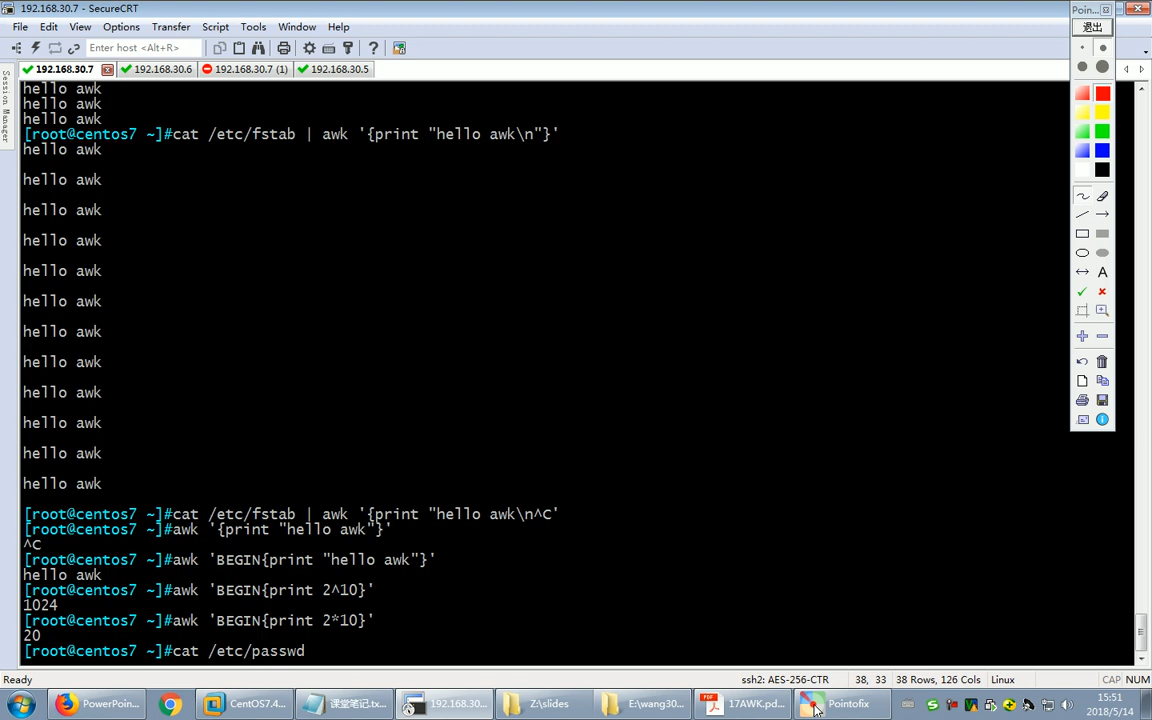 192.168.30.7 - SecureCRT
Poin...
File Edit View Options Transfer Script Tools Window Help
退出
Enter host <Alt+R>
192.168.30.7 192.168.30.6 192.168.30.7 (1) 192.168.30.5
Session Manager
hello awk
hello awk
hello awk
[root@centos7 ~]#cat /etc/fstab | awk '{print "hello awk\n"}'
hello awk
hello awk
hello awk
hello awk
hello awk
hello awk
hello awk
hello awk
hello awk
hello awk
hello awk
hello awk
[root@centos7 ~]#cat /etc/fstab | awk '{print "hello awk\n^C'
[root@centos7 ~]#awk '{print "hello awk"}'
^C
[root@centos7 ~]#awk 'BEGIN{print "hello awk"}'
hello awk
[root@centos7 ~]#awk 'BEGIN{print 2^10}'
1024
[root@centos7 ~]#awk 'BEGIN{print 2*10}'
20
[root@centos7 ~]#cat /etc/passwd
Ready ssh2: AES-256-CTR 38, 33 38 Rows, 126 Cols Linux CAP NUM
PowerPoin... CentOS7.4... 课堂笔记.tx... 192.168.30... Z:\slides E:\wang30... 17AWK.pd... Pointofix
15:51
2018/5/14